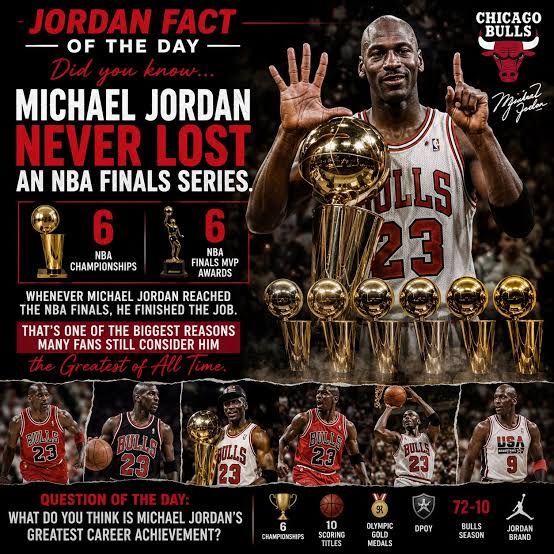 JORDAN FACT
OF THE DAY
Did you know...
MICHAEL JORDAN
NEVER LOST
AN NBA FINALS SERIES.
6
NBA
CHAMPIONSHIPS
6
NBA
FINALS MVP
AWARDS
WHENEVER MICHAEL JORDAN REACHED
THE NBA FINALS, HE FINISHED THE JOB.
THAT'S ONE OF THE BIGGEST REASONS
MANY FANS STILL CONSIDER HIM
the Greatest of All Time.
CHICAGO
BULLS
Michael
Jordan
BULLS
23
BULLS
23
BULLS
23
BULLS
23
BULLS
23
BULLS
23
USA
9
QUESTION OF THE DAY:
WHAT DO YOU THINK IS MICHAEL JORDAN'S
GREATEST CAREER ACHIEVEMENT?
6
CHAMPIONSHIPS
10
SCORING
TITLES
OLYMPIC
GOLD
MEDALS
DPOY
72-10
BULLS
SEASON
JORDAN
BRAND